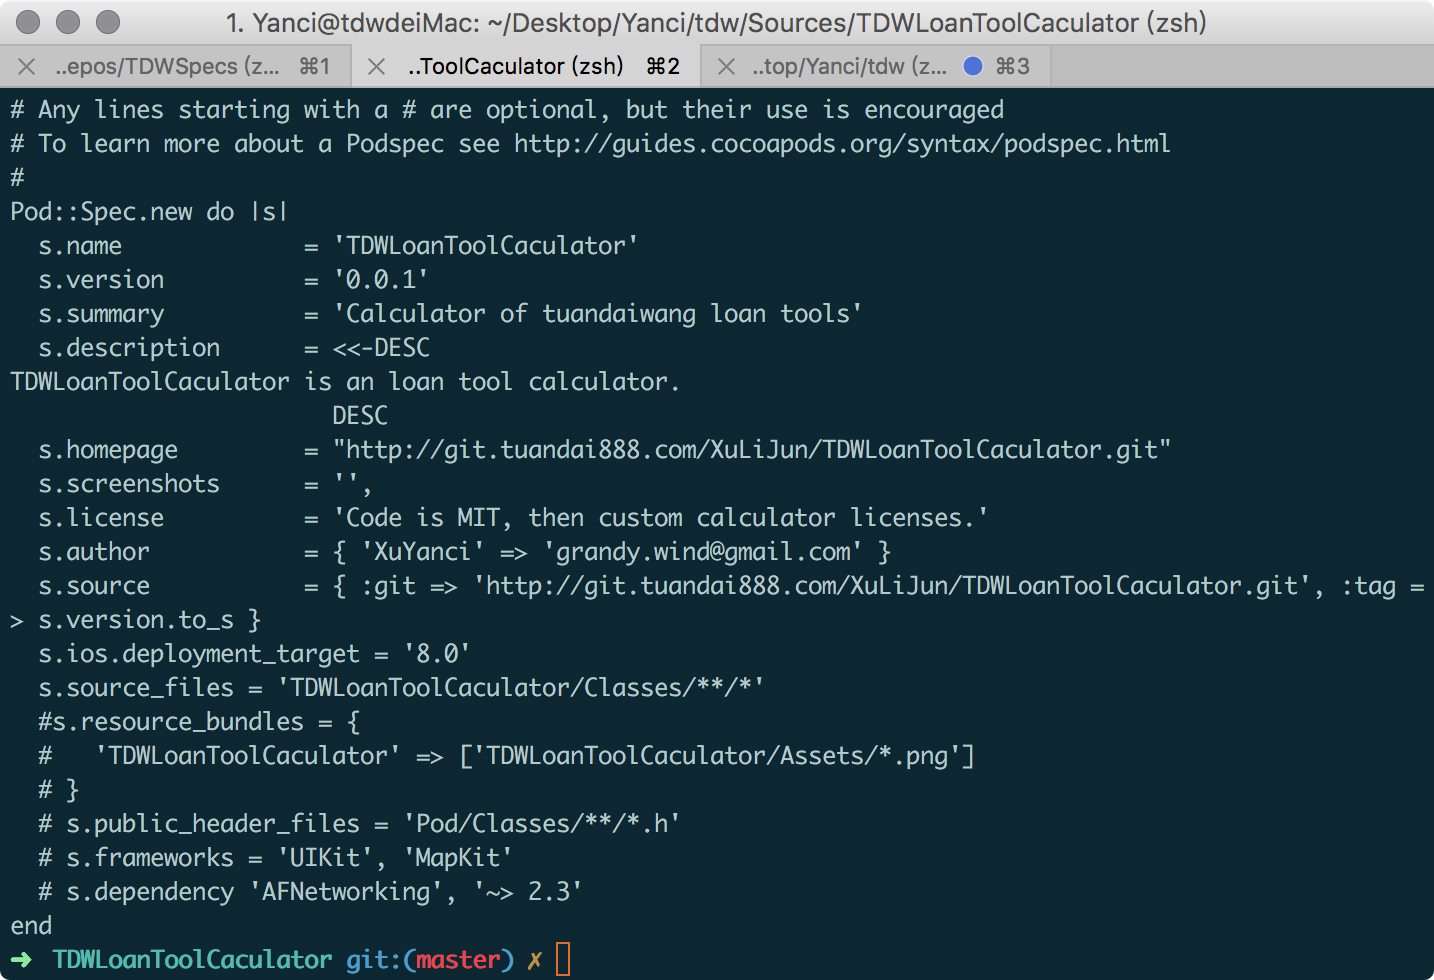 1. Yanci@tdwdeiMac: ~/Desktop/Yanci/tdw/Sources/TDWLoanToolCaculator (zsh)
..epos/TDWSpecs (z... ⌘1 ..ToolCaculator (zsh) ⌘2 ..top/Yanci/tdw (z... ⌘3
# Any lines starting with a # are optional, but their use is encouraged
# To learn more about a Podspec see http://guides.cocoapods.org/syntax/podspec.html
#
Pod::Spec.new do |s|
  s.name             = 'TDWLoanToolCaculator'
  s.version          = '0.0.1'
  s.summary          = 'Calculator of tuandaiwang loan tools'
  s.description      = <<-DESC
TDWLoanToolCaculator is an loan tool calculator.
                       DESC
  s.homepage         = "http://git.tuandai888.com/XuLiJun/TDWLoanToolCaculator.git"
  s.screenshots      = '',
  s.license          = 'Code is MIT, then custom calculator licenses.'
  s.author           = { 'XuYanci' => 'grandy.wind@gmail.com' }
  s.source           = { :git => 'http://git.tuandai888.com/XuLiJun/TDWLoanToolCaculator.git', :tag =
> s.version.to_s }
  s.ios.deployment_target = '8.0'
  s.source_files = 'TDWLoanToolCaculator/Classes/**/*'
  #s.resource_bundles = {
  #   'TDWLoanToolCaculator' => ['TDWLoanToolCaculator/Assets/*.png']
  # }
  # s.public_header_files = 'Pod/Classes/**/*.h'
  # s.frameworks = 'UIKit', 'MapKit'
  # s.dependency 'AFNetworking', '~> 2.3'
end
➜  TDWLoanToolCaculator git:(master) ✗